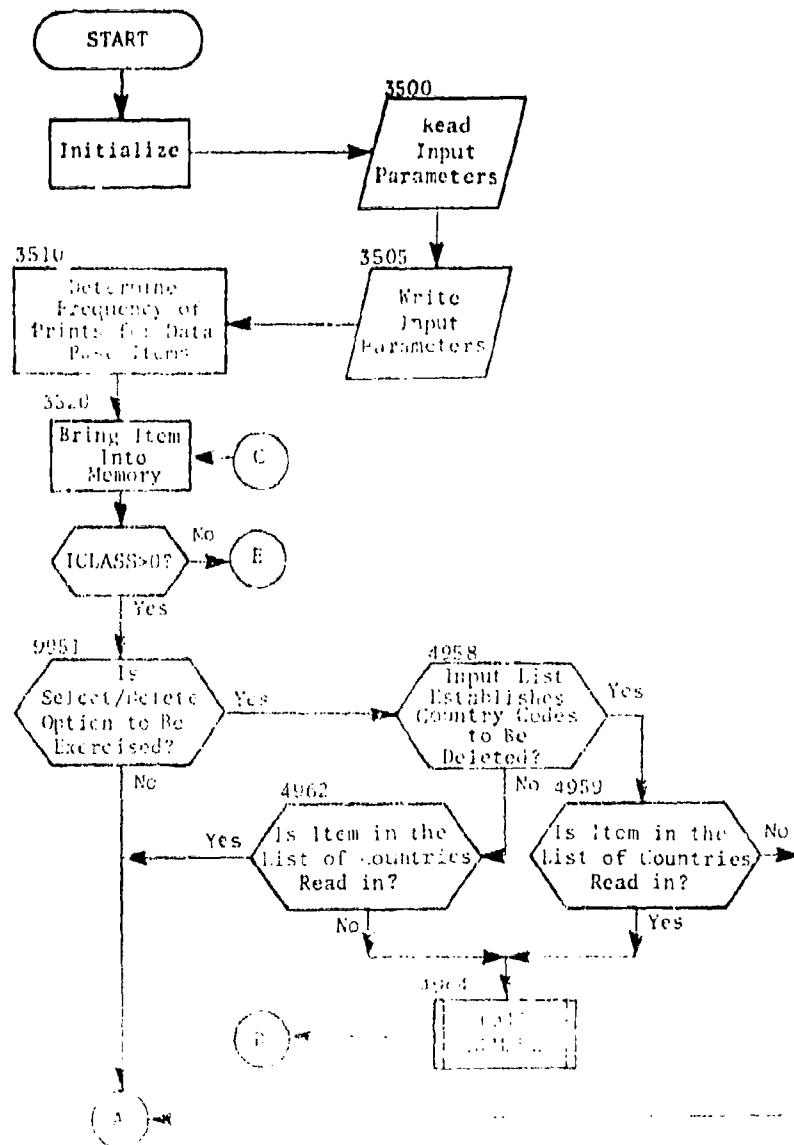 START
3500
Read
Input
Parameters
Initialize
3510
Determine
Frequency of
Prints for Data
Base Items
3505
Write
Input
Parameters
Bring Item
Into
Memory
C
ICLASS>0?
No
E
Yes
9951
Is
Select/Delete
Option to Be
Exercised?
Yes
4958
Input List
Establishes
Country Codes
to Be
Deleted?
Yes
No
No
4962
4959
Yes
Is Item in the
List of Countries
Read in?
Is Item in the
List of Countries
Read in?
No
No
Yes
A